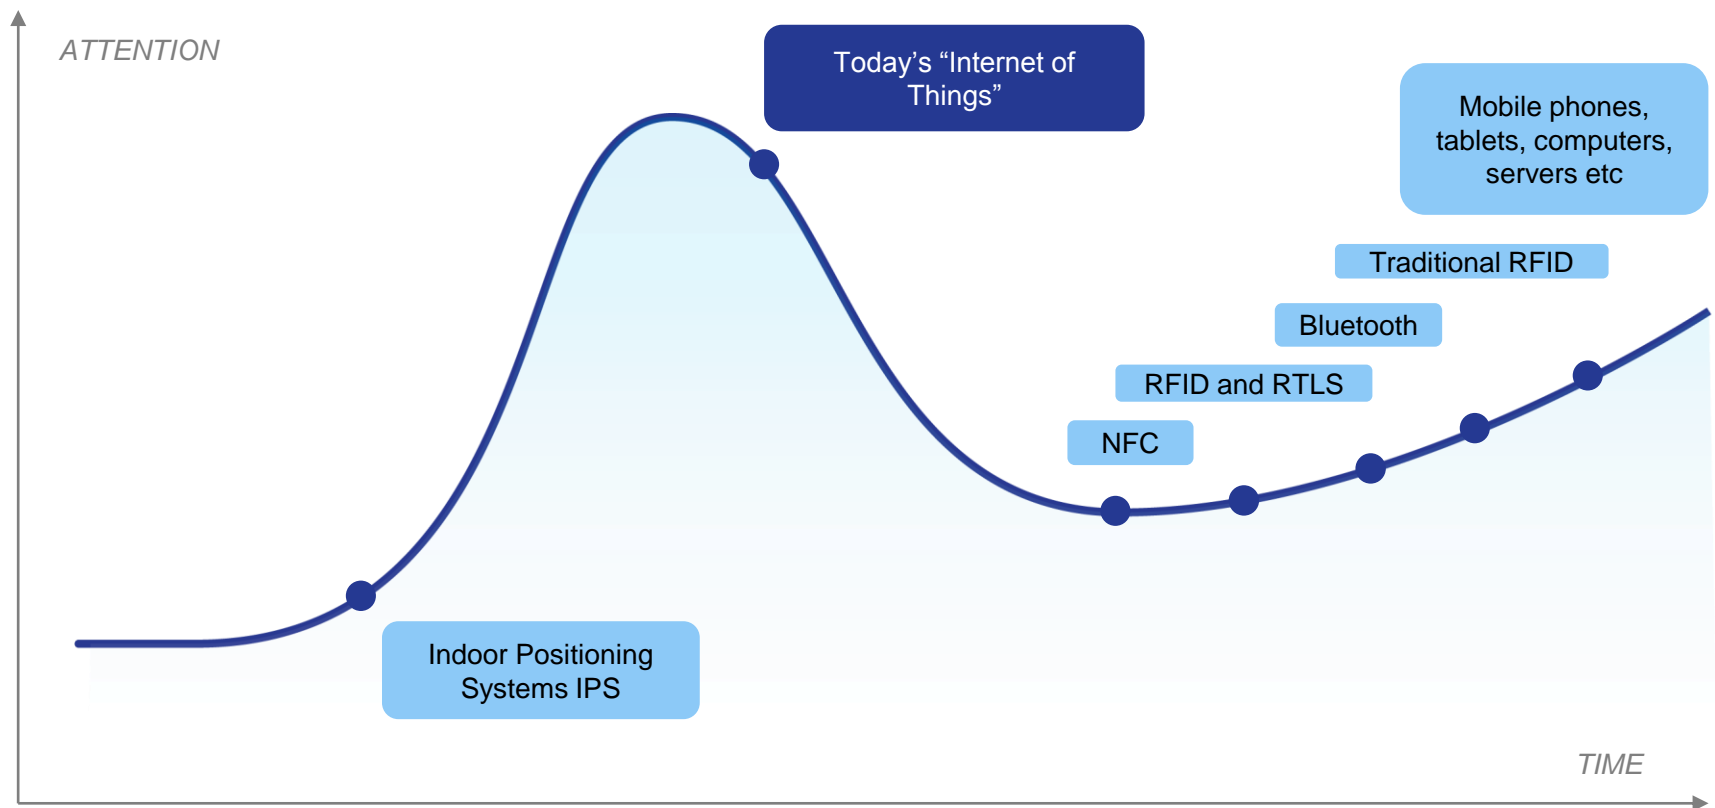 ATTENTION
Today’s “Internet of
Things”
Mobile phones,
tablets, computers,
servers etc
Traditional RFID
Bluetooth
RFID and RTLS
NFC
Indoor Positioning
Systems IPS
TIME